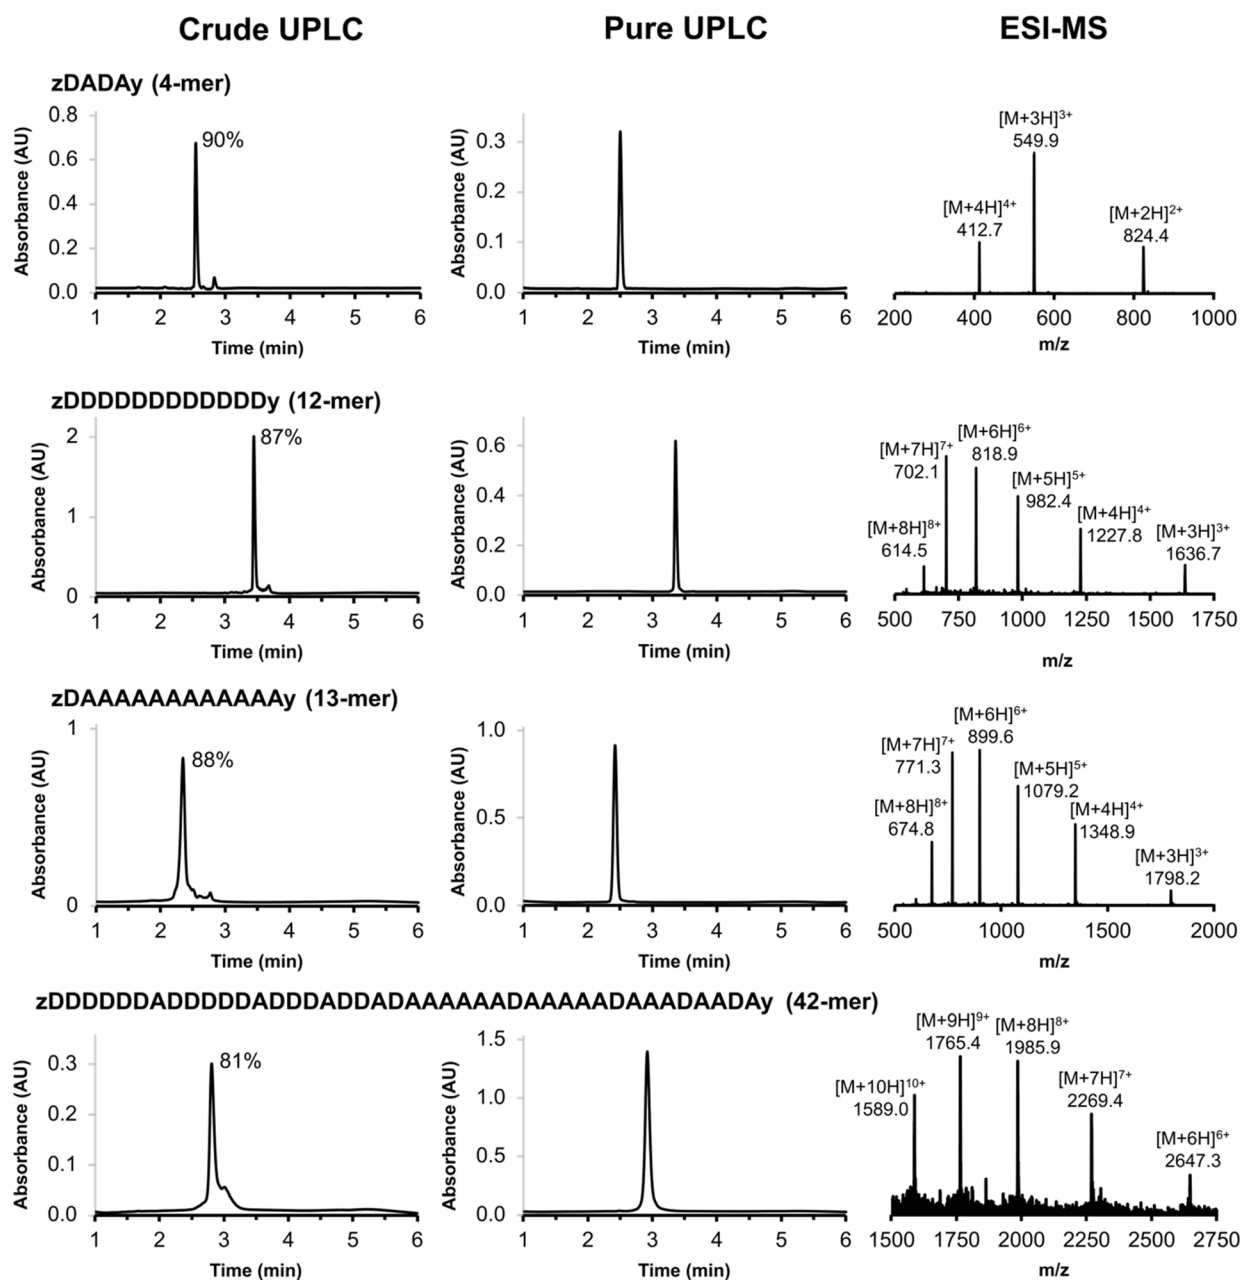 Crude UPLC Pure UPLC ESI-MS
zDADAy (4-mer)
Absorbance (AU)
0.8
0.6
0.4
0.2
0.0
90%
1 2 3 4 5 6
Time (min)
Absorbance (AU)
0.3
0.2
0.1
0.0
1 2 3 4 5 6
Time (min)
[M+3H]3+
549.9
[M+4H]4+
412.7
[M+2H]2+
824.4
200 400 600 800 1000
m/z
zDDDDDDDDDDDDy (12-mer)
Absorbance (AU)
2
1
0
87%
1 2 3 4 5 6
Time (min)
Absorbance (AU)
0.6
0.4
0.2
0.0
1 2 3 4 5 6
Time (min)
[M+6H]6+
818.9
[M+7H]7+
702.1
[M+5H]5+
982.4
[M+4H]4+
1227.8
[M+8H]8+
614.5
[M+3H]3+
1636.7
500 750 1000 1250 1500 1750
m/z
zDAAAAAAAAAAAAy (13-mer)
Absorbance (AU)
1
0
88%
1 2 3 4 5 6
Time (min)
Absorbance (AU)
1.0
0.5
0.0
1 2 3 4 5 6
Time (min)
[M+6H]6+
899.6
[M+7H]7+
771.3
[M+5H]5+
1079.2
[M+8H]8+
674.8
[M+4H]4+
1348.9
[M+3H]3+
1798.2
500 1000 1500 2000
m/z
zDDDDDDADDDDDADDDADDADAAAAAADAAAAADAAADAADAy (42-mer)
Absorbance (AU)
0.3
0.2
0.1
0.0
81%
1 2 3 4 5 6
Time (min)
Absorbance (AU)
1.5
1.0
0.5
0.0
1 2 3 4 5 6
Time (min)
[M+9H]9+
1765.4
[M+8H]8+
1985.9
[M+10H]10+
1589.0
[M+7H]7+
2269.4
[M+6H]6+
2647.3
1500 1750 2000 2250 2500 2750
m/z